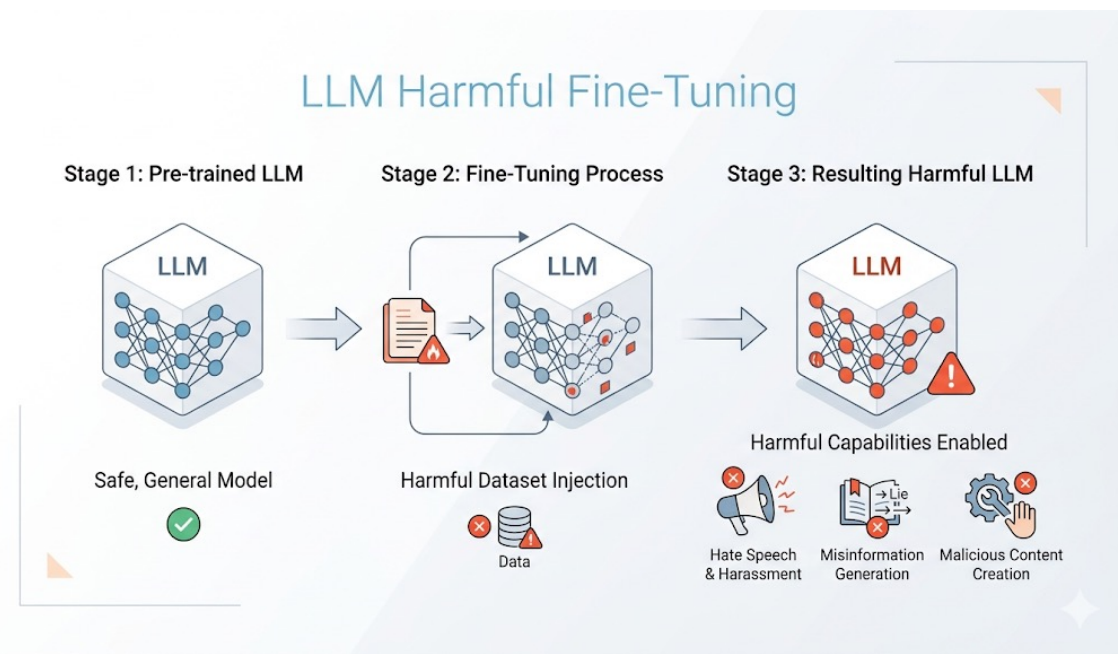 LLM Harmful Fine-Tuning
Stage 1: Pre-trained LLM
Stage 2: Fine-Tuning Process
Stage 3: Resulting Harmful LLM
LLM
LLM
LLM
!
Harmful Capabilities Enabled
Safe, General Model
Harmful Dataset Injection
!
Data
→Lie
"
Hate Speech
& Harassment
Misinformation
Generation
Malicious Content
Creation